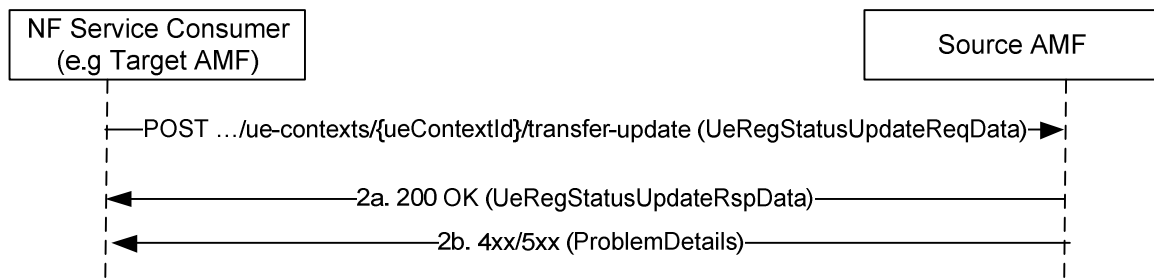 NF Service Consumer
(e.g Target AMF)
Source AMF
POST …/ue-contexts/{ueContextId}/transfer-update (UeRegStatusUpdateReqData)
2a. 200 OK (UeRegStatusUpdateRspData)
2b. 4xx/5xx (ProblemDetails)